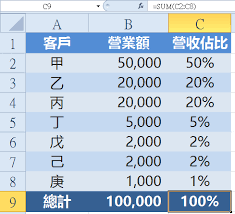 C9 fx =SUM(C2:C8)
A B C
1 客戶 營業額 營收佔比
2 甲 50,000 50%
3 乙 20,000 20%
4 丙 20,000 20%
5 丁 5,000 5%
6 戊 2,000 2%
7 己 2,000 2%
8 庚 1,000 1%
9 總計 100,000 100%